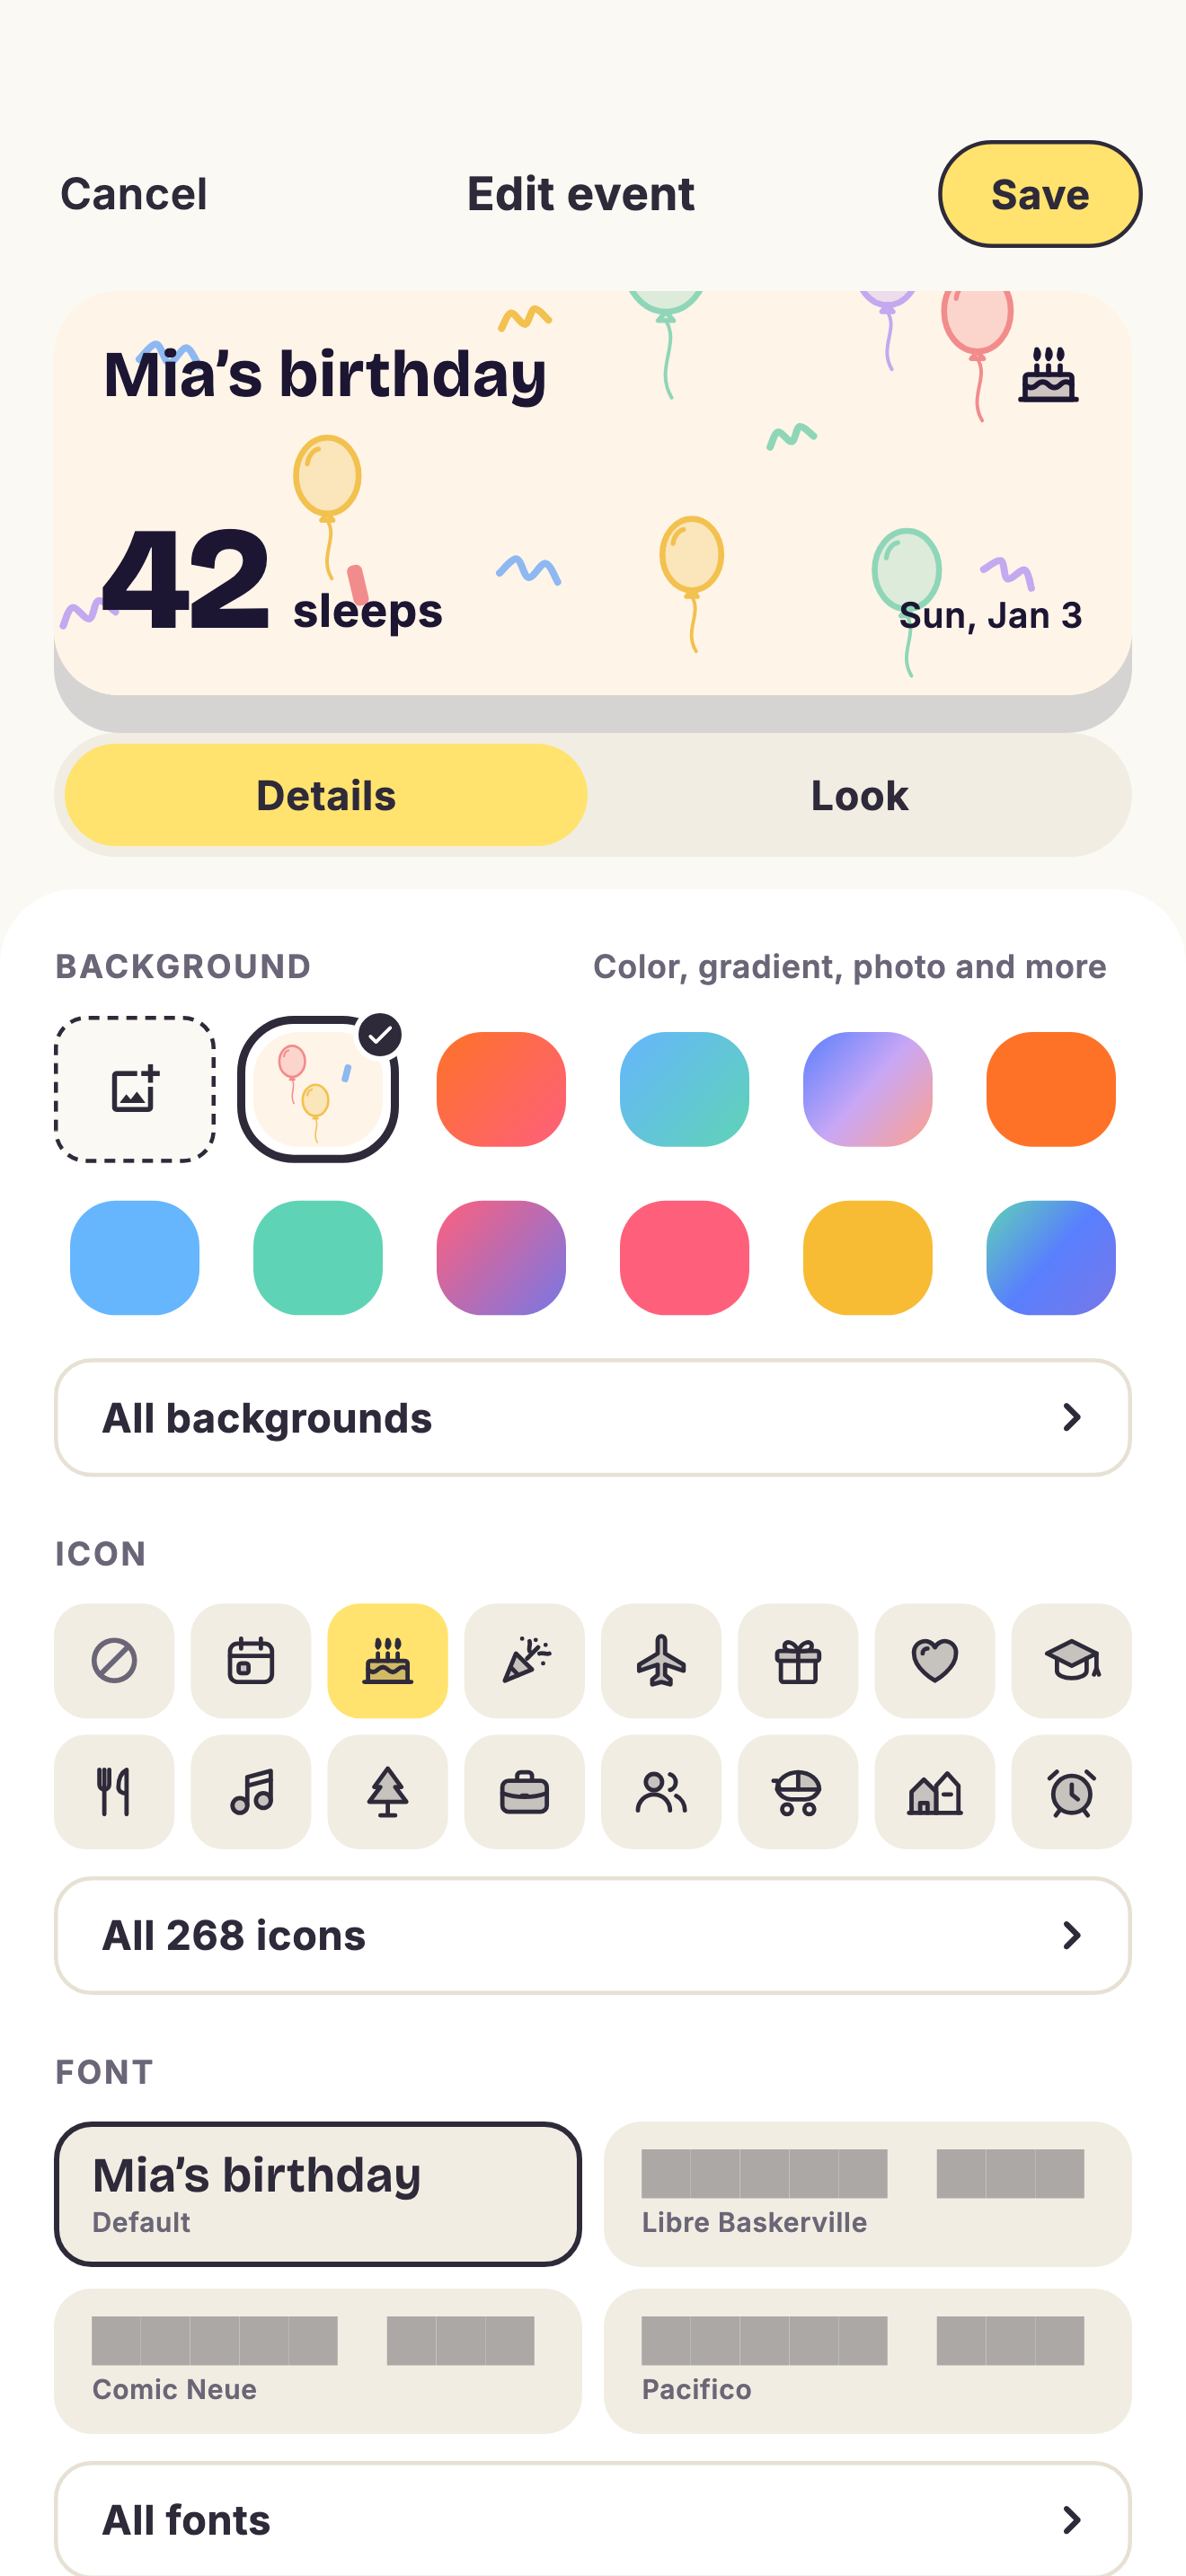 Cancel
Edit event
Save
Mia’s birthday
42 sleeps
Sun, Jan 3
Details
Look
BACKGROUND
Color, gradient, photo and more
All backgrounds
ICON
All 268 icons
FONT
Mia’s birthday
Default
Libre Baskerville
Comic Neue
Pacifico
All fonts